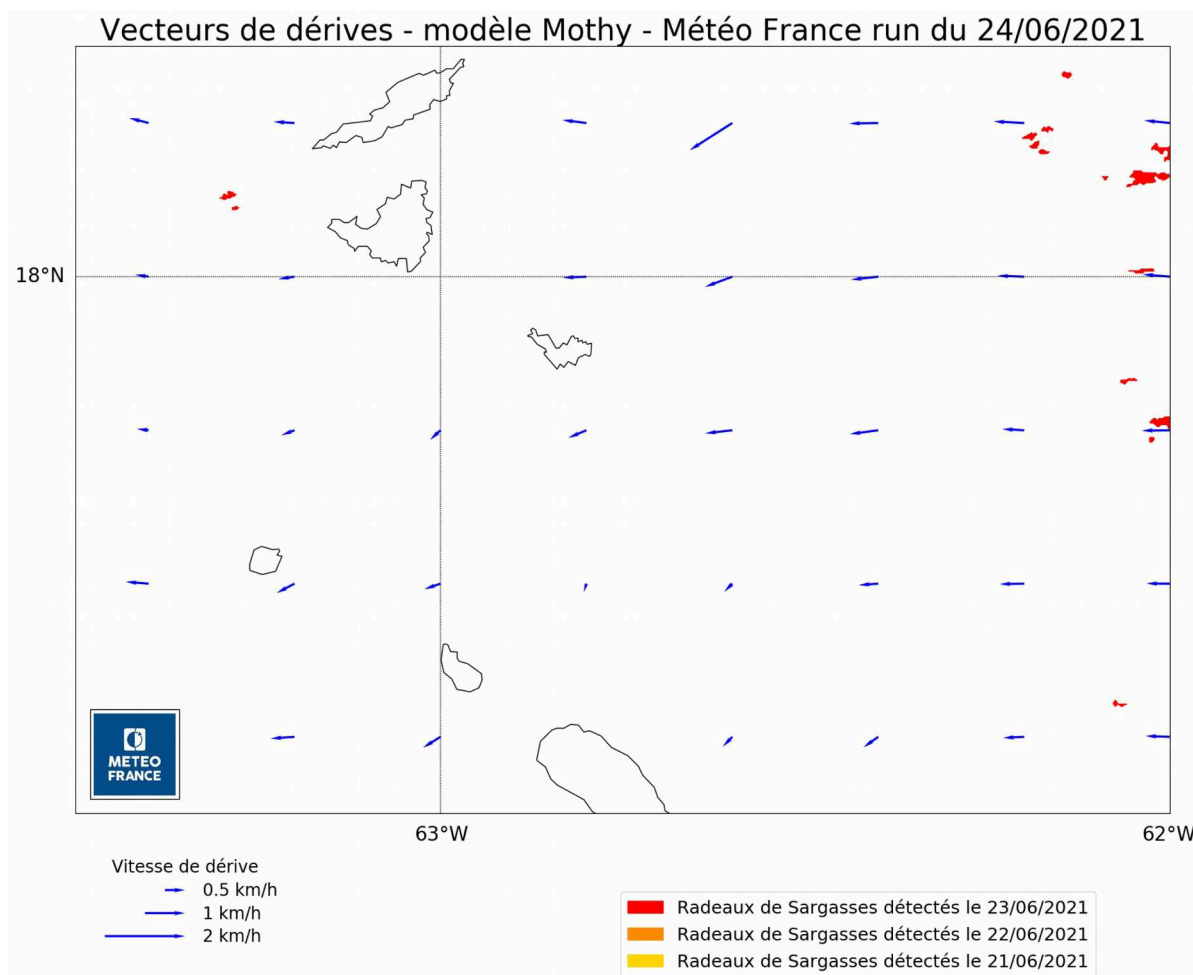 Vecteurs de dérives - modèle Mothy - Météo France run du 24/06/2021
18°N
METEO
FRANCE
63°W
62°W
Vitesse de dérive
0.5 km/h
1 km/h
2 km/h
Radeaux de Sargasses détectés le 23/06/2021
Radeaux de Sargasses détectés le 22/06/2021
Radeaux de Sargasses détectés le 21/06/2021